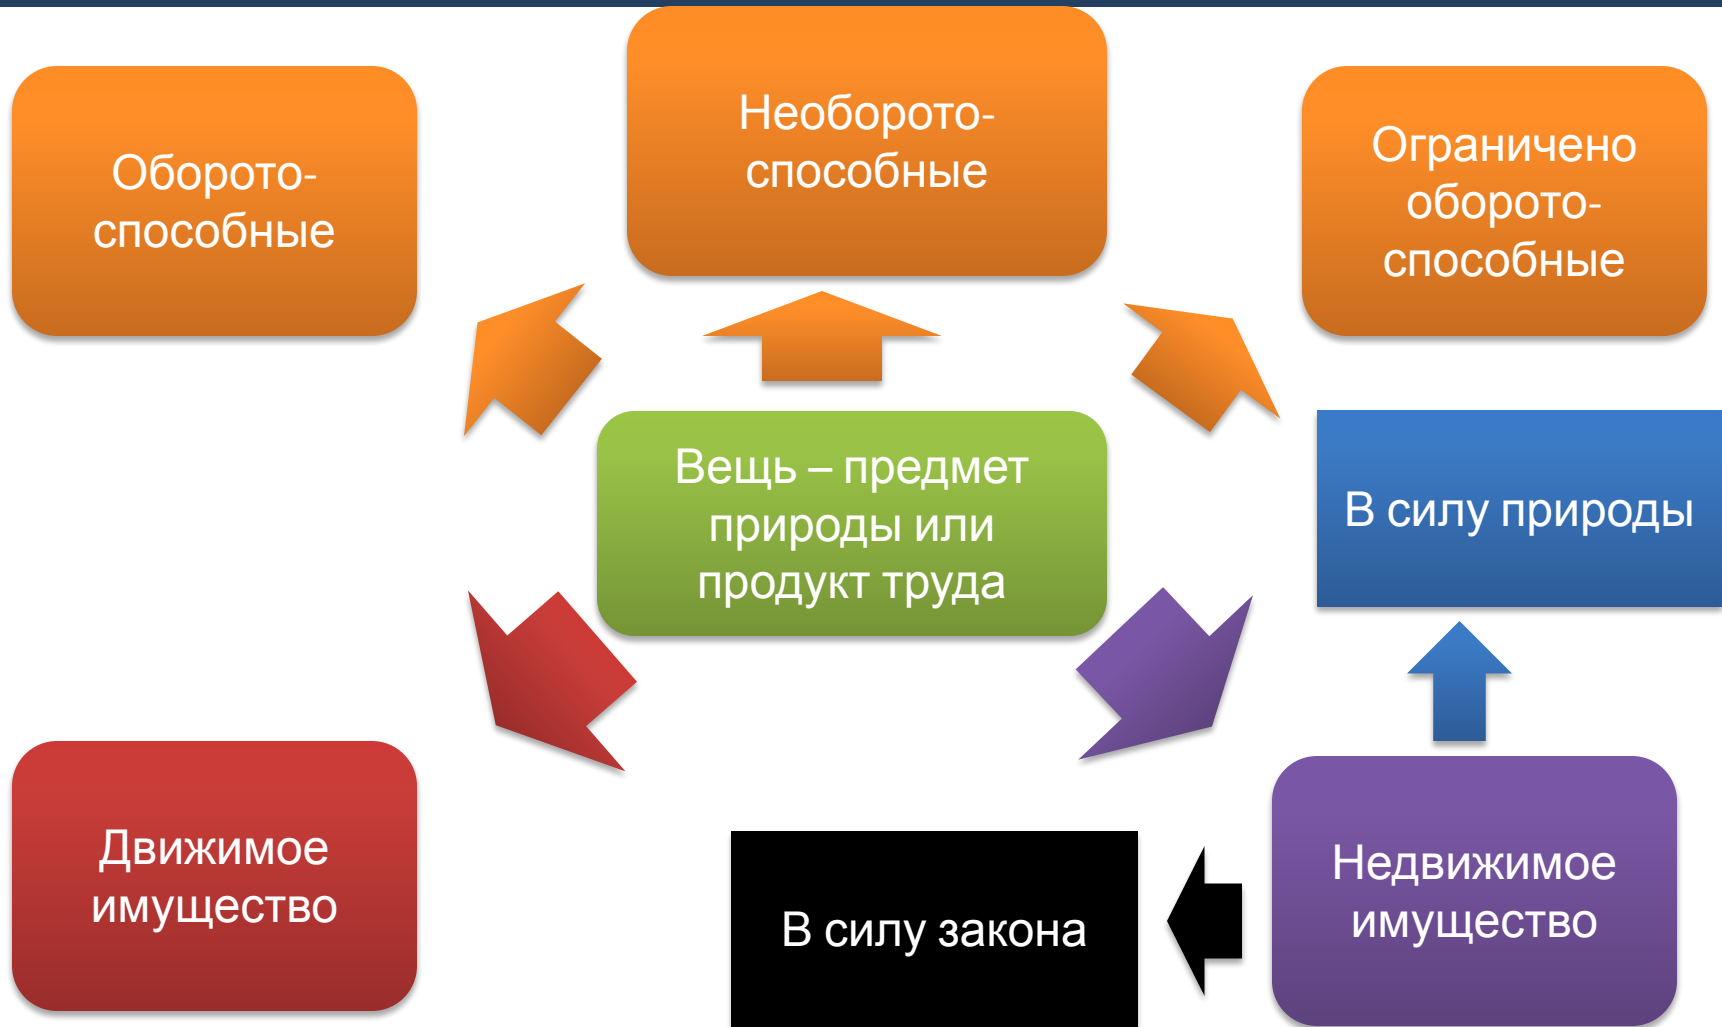 Оборото-
способные
Необорото-
способные
Ограничено
оборото-
способные
Вещь – предмет
природы или
продукт труда
В силу природы
Движимое
имущество
В силу закона
Недвижимое
имущество